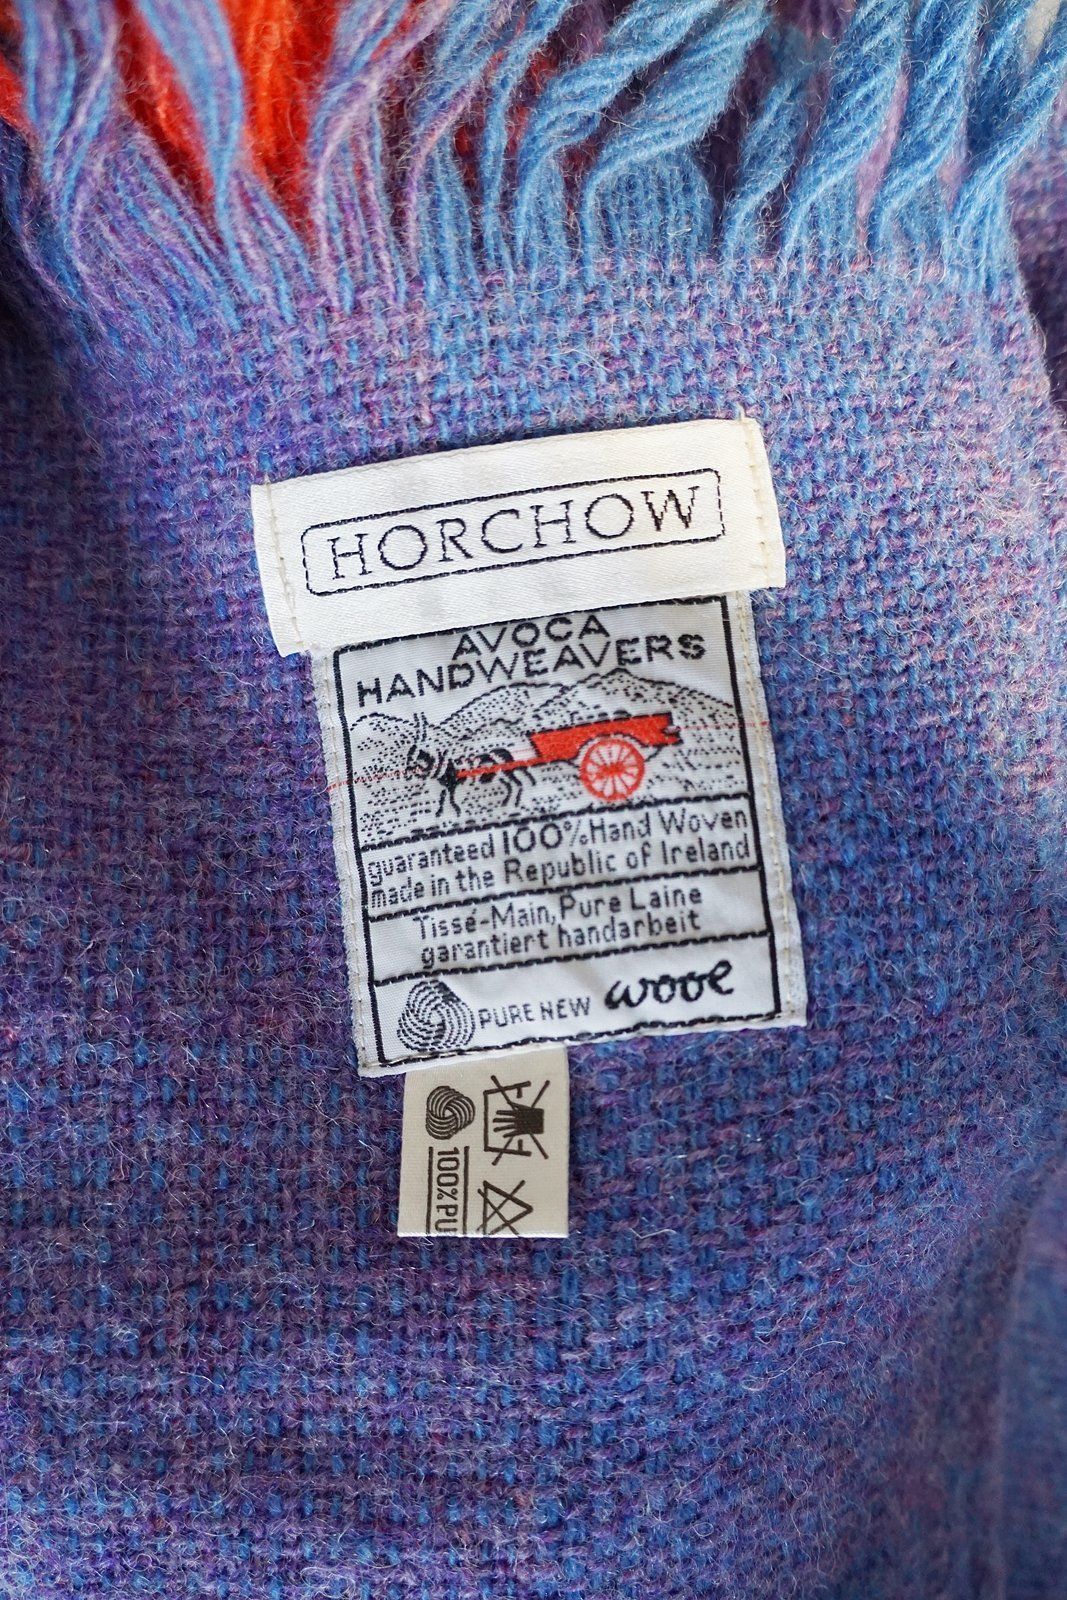 HORCHOW
AVOCA
HANDWEAVERS
guaranteed 100% Hand Woven
made in the Republic of Ireland
Tissé-Main, Pure Laine
garantiert handarbeit
PURE NEW wool
100% PU